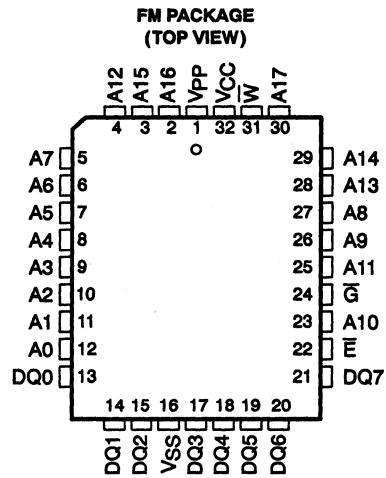 FM PACKAGE
(TOP VIEW)
A12 A15 A16 VPP VCC W̅ A17
4 3 2 1 32 31 30
A7 5 29 A14
A6 6 28 A13
A5 7 27 A8
A4 8 26 A9
A3 9 25 A11
A2 10 24 G̅
A1 11 23 A10
A0 12 22 E̅
DQ0 13 21 DQ7
14 15 16 17 18 19 20
DQ1 DQ2 VSS DQ3 DQ4 DQ5 DQ6